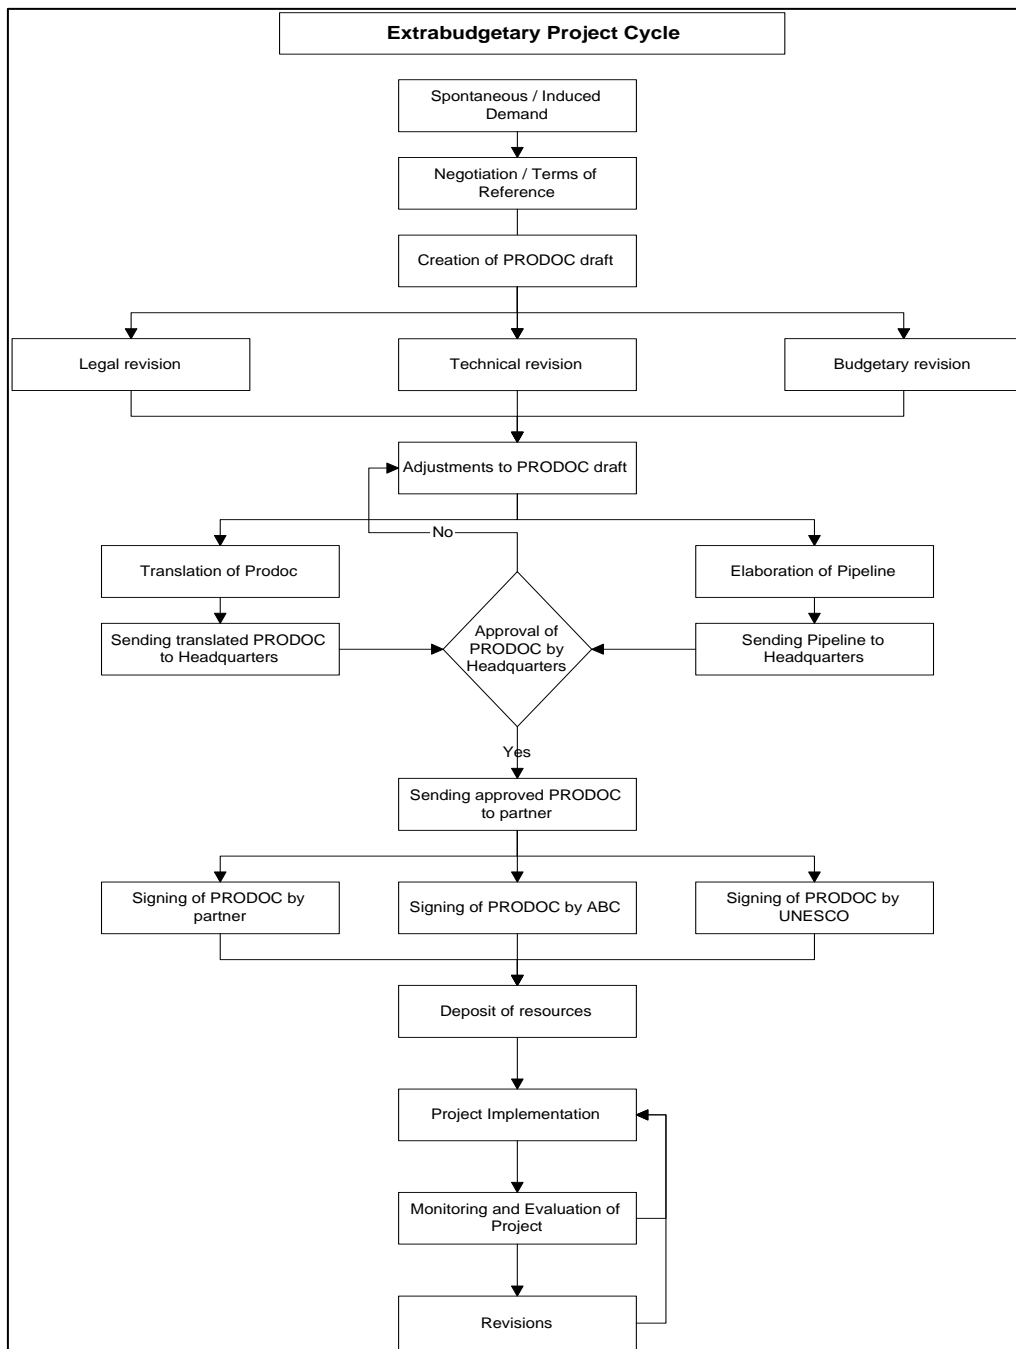 Extrabudgetary Project Cycle
Spontaneous / Induced
Demand
Negotiation / Terms of
Reference
Creation of PRODOC draft
Legal revision
Technical revision
Budgetary revision
Adjustments to PRODOC draft
No
Translation of Prodoc
Elaboration of Pipeline
Sending translated PRODOC
to Headquarters
Approval of
PRODOC by
Headquarters
Sending Pipeline to
Headquarters
Yes
Sending approved PRODOC
to partner
Signing of PRODOC by
partner
Signing of PRODOC by ABC
Signing of PRODOC by
UNESCO
Deposit of resources
Project Implementation
Monitoring and Evaluation of
Project
Revisions